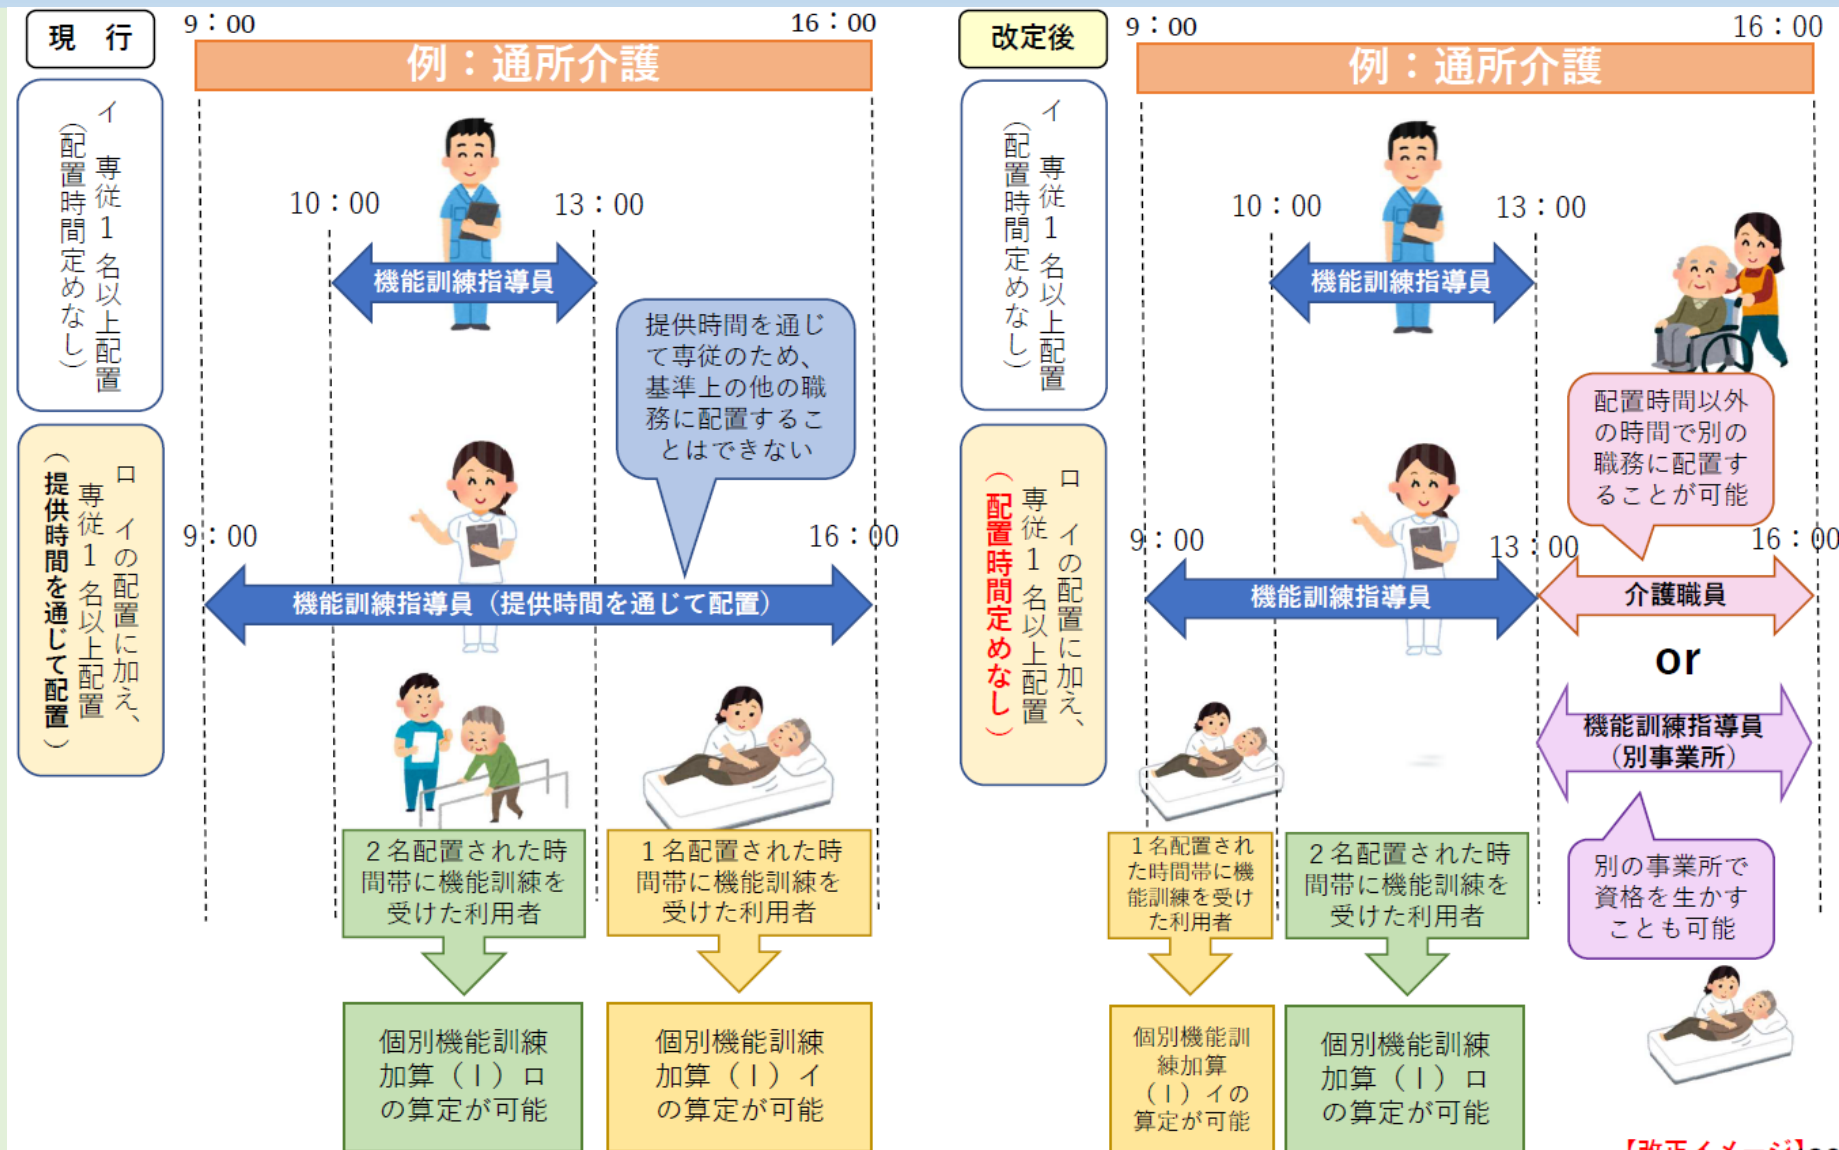 現　行
9：00
16：00
例：通所介護
イ　専従１名以上配置
（配置時間定めなし）
10：00
13：00
機能訓練指導員
提供時間を通じ
て専従のため、
基準上の他の職
務に配置するこ
とはできない
ロ　イの配置に加え、
専従１名以上配置
（提供時間を通じて配置）
9：00
16：00
機能訓練指導員（提供時間を通じて配置）
２名配置された時
間帯に機能訓練を
受けた利用者
１名配置された時
間帯に機能訓練を
受けた利用者
個別機能訓練
加算（Ⅰ）ロ
の算定が可能
個別機能訓練
加算（Ⅰ）イ
の算定が可能
改定後
9：00
16：00
例：通所介護
イ　専従１名以上配置
（配置時間定めなし）
10：00
13：00
機能訓練指導員
配置時間以外
の時間で別の
職務に配置す
ることが可能
ロ　イの配置に加え、
専従１名以上配置
（配置時間定めなし）
9：00
13：00
16：00
機能訓練指導員
介護職員
or
機能訓練指導員
（別事業所）
別の事業所で
資格を生かす
ことも可能
１名配置され
た時間帯に機
能訓練を受け
た利用者
２名配置された時
間帯に機能訓練を
受けた利用者
個別機能訓
練加算
（Ⅰ）イの
算定が可能
個別機能訓練
加算（Ⅰ）ロ
の算定が可能
【改正イメージ】